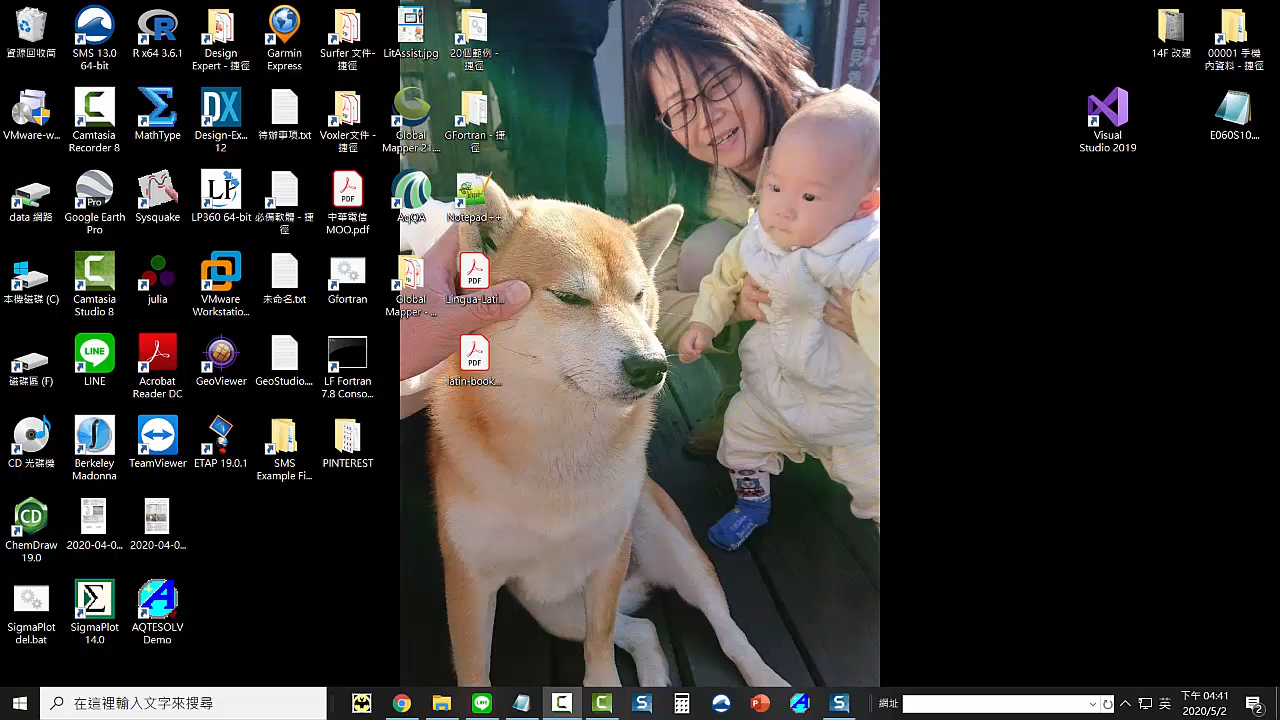 資源回收筒
SMS 13.0
64-bit
R x64 3.6.1
Design
Expert - 捷徑
Garmin
Express
Surfer 文件-
捷徑
LitAssist.jpg
20個範例 -
捷徑
14F 改建
00001 手機
內資料 - 捷徑
VMware-w...
Camtasia
Recorder 8
MathType
Design-Ex...
12
待辦事項.txt
Voxler文件 -
捷徑
Global
Mapper 21....
GFortran - 捷
徑
Visual
Studio 2019
E060S10...
data 網路
Google Earth
Pro
Sysquake
LP360 64-bit
必備軟體 - 捷
徑
中華電信
MOO.pdf
AqQA
Notepad++
本機磁碟 (C)
Camtasia
Studio 8
julia
VMware
Workstatio...
未命名.txt
Gfortran
Global
Mapper - ...
Lingua-Lati...
磁碟區 (F)
LINE
Acrobat
Reader DC
GeoViewer
GeoStudio....
LF Fortran
7.8 Conso...
latin-book...
CD 光碟機
Berkeley
Madonna
TeamViewer
ETAP 19.0.1
SMS
Example Fi...
PINTEREST
ChemDraw
19.0
2020-04-0...
2020-04-0...
SigmaPlot
del.bat
SigmaPlot
14.0
AQTESOLV
Demo
在這裡輸入文字來搜尋
網址
英
下午 04:41
2020/5/2